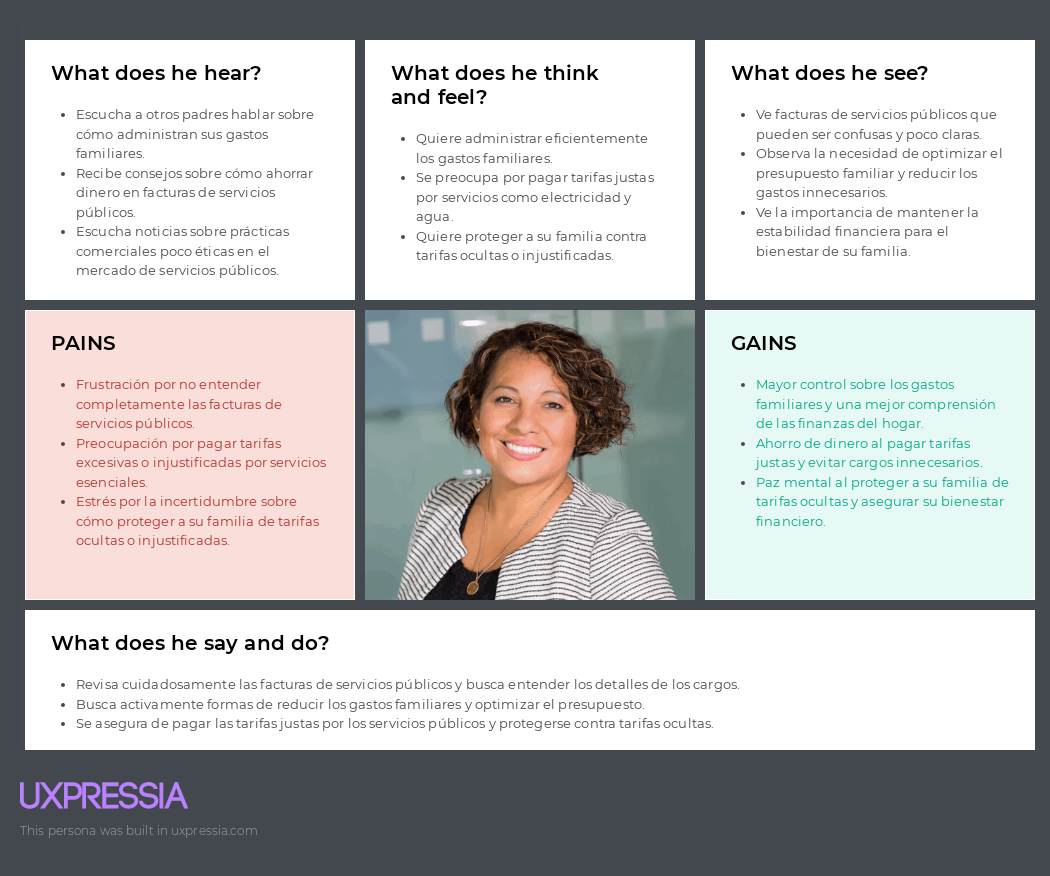 What does he hear?
Escucha a otros padres hablar sobre
cómo administran sus gastos
familiares.
Recibe consejos sobre cómo ahorrar
dinero en facturas de servicios
públicos.
Escucha noticias sobre prácticas
comerciales poco éticas en el
mercado de servicios públicos.
What does he think
and feel?
Quiere administrar eficientemente
los gastos familiares.
Se preocupa por pagar tarifas justas
por servicios como electricidad y
agua.
Quiere proteger a su familia contra
tarifas ocultas o injustificadas.
What does he see?
Ve facturas de servicios públicos que
pueden ser confusas y poco claras.
Observa la necesidad de optimizar el
presupuesto familiar y reducir los
gastos innecesarios.
Ve la importancia de mantener la
estabilidad financiera para el
bienestar de su familia.
PAINS
Frustración por no entender
completamente las facturas de
servicios públicos.
Preocupación por pagar tarifas
excesivas o injustificadas por servicios
esenciales.
Estrés por la incertidumbre sobre
cómo proteger a su familia de tarifas
ocultas o injustificadas.
GAINS
Mayor control sobre los gastos
familiares y una mejor comprensión
de las finanzas del hogar.
Ahorro de dinero al pagar tarifas
justas y evitar cargos innecesarios.
Paz mental al proteger a su familia de
tarifas ocultas y asegurar su bienestar
financiero.
What does he say and do?
Revisa cuidadosamente las facturas de servicios públicos y busca entender los detalles de los cargos.
Busca activamente formas de reducir los gastos familiares y optimizar el presupuesto.
Se asegura de pagar las tarifas justas por los servicios públicos y protegerse contra tarifas ocultas.
UXPRESSIA
This persona was built in uxpressia.com